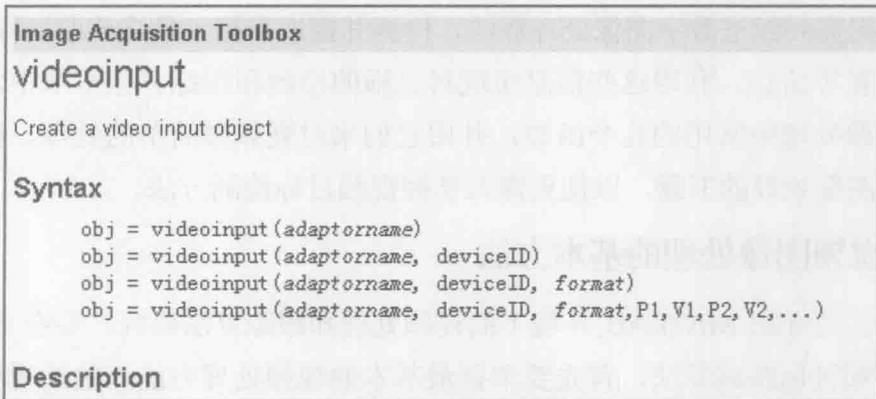 Image Acquisition Toolbox
videoinput
Create a video input object
Syntax
obj = videoinput(adaptorname)
obj = videoinput(adaptorname, deviceID)
obj = videoinput(adaptorname, deviceID, format)
obj = videoinput(adaptorname, deviceID, format,P1,V1,P2,V2,...)
Description